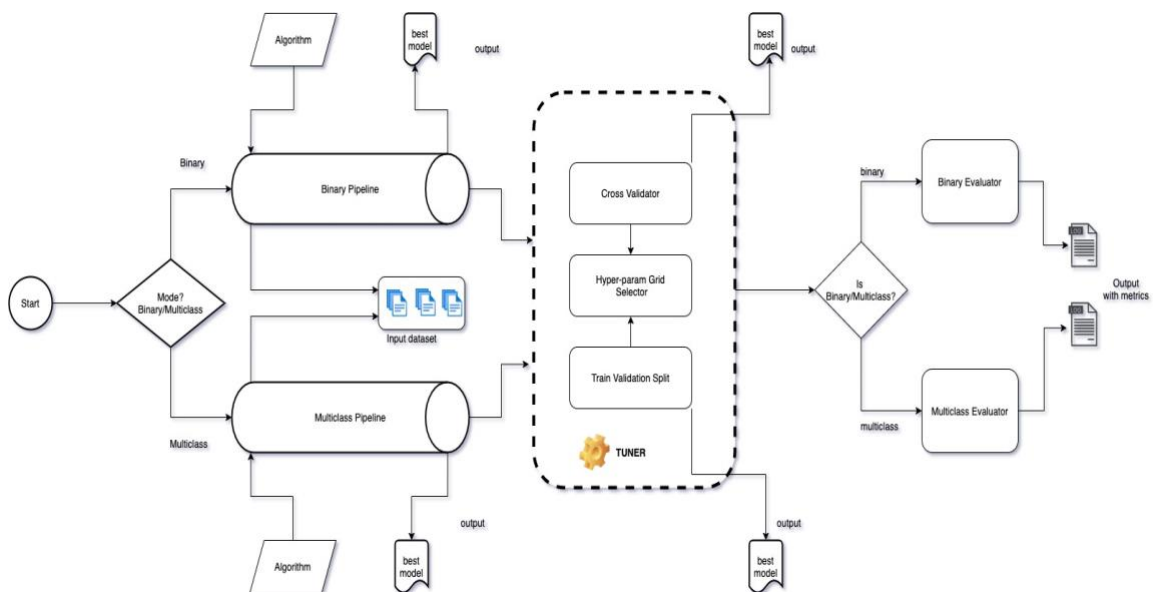 Algorithm
best
model
output
best
model
output
Binary
Binary Pipeline
Cross Validator
binary
Binary Evaluator
Start
Mode?
Binary/Multiclass
Input dataset
Hyper-param Grid
Selector
Is
Binary/Multiclass?
Output
with metrics
Train Validation Split
Multiclass
Multiclass Pipeline
multiclass
Multiclass Evaluator
TUNER
Algorithm
best
model
output
best
model
output